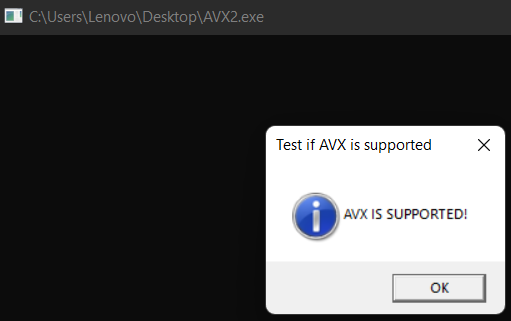 C:\Users\Lenovo\Desktop\AVX2.exe
Test if AVX is supported
AVX IS SUPPORTED!
OK